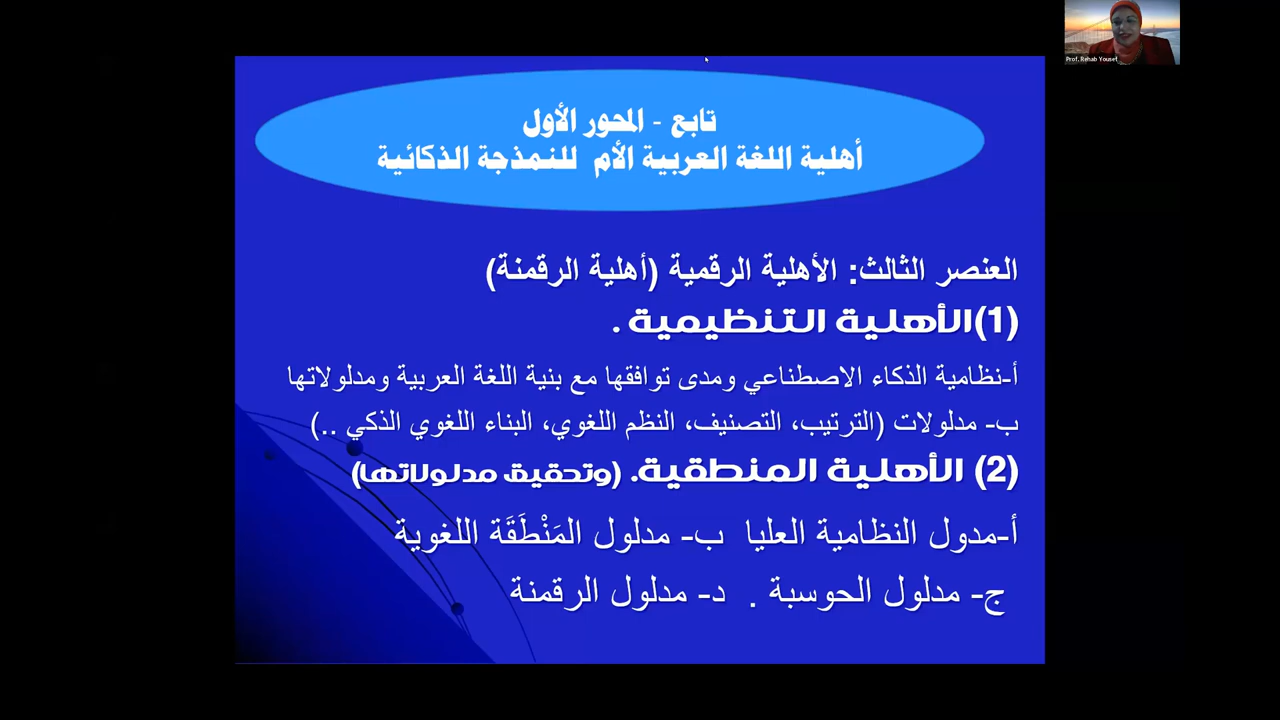 Prof. Rehab Yousef
تابع - المحور الأول
أهلية اللغة العربية الأم للنمذجة الذكائية
العنصر الثالث: الأهلية الرقمية (أهلية الرقمنة)
(1)الأهلية التنظيمية .
أ-نظامية الذكاء الاصطناعي ومدى توافقها مع بنية اللغة العربية ومدلولاتها
ب- مدلولات (الترتيب، التصنيف، النظم اللغوي، البناء اللغوي الذكي ..)
(2) الأهلية المنطقية. (وتحقيق مدلولاتها)
أ-مدول النظامية العليا ب- مدلول المَنْطَقَة اللغوية
ج- مدلول الحوسبة . د- مدلول الرقمنة